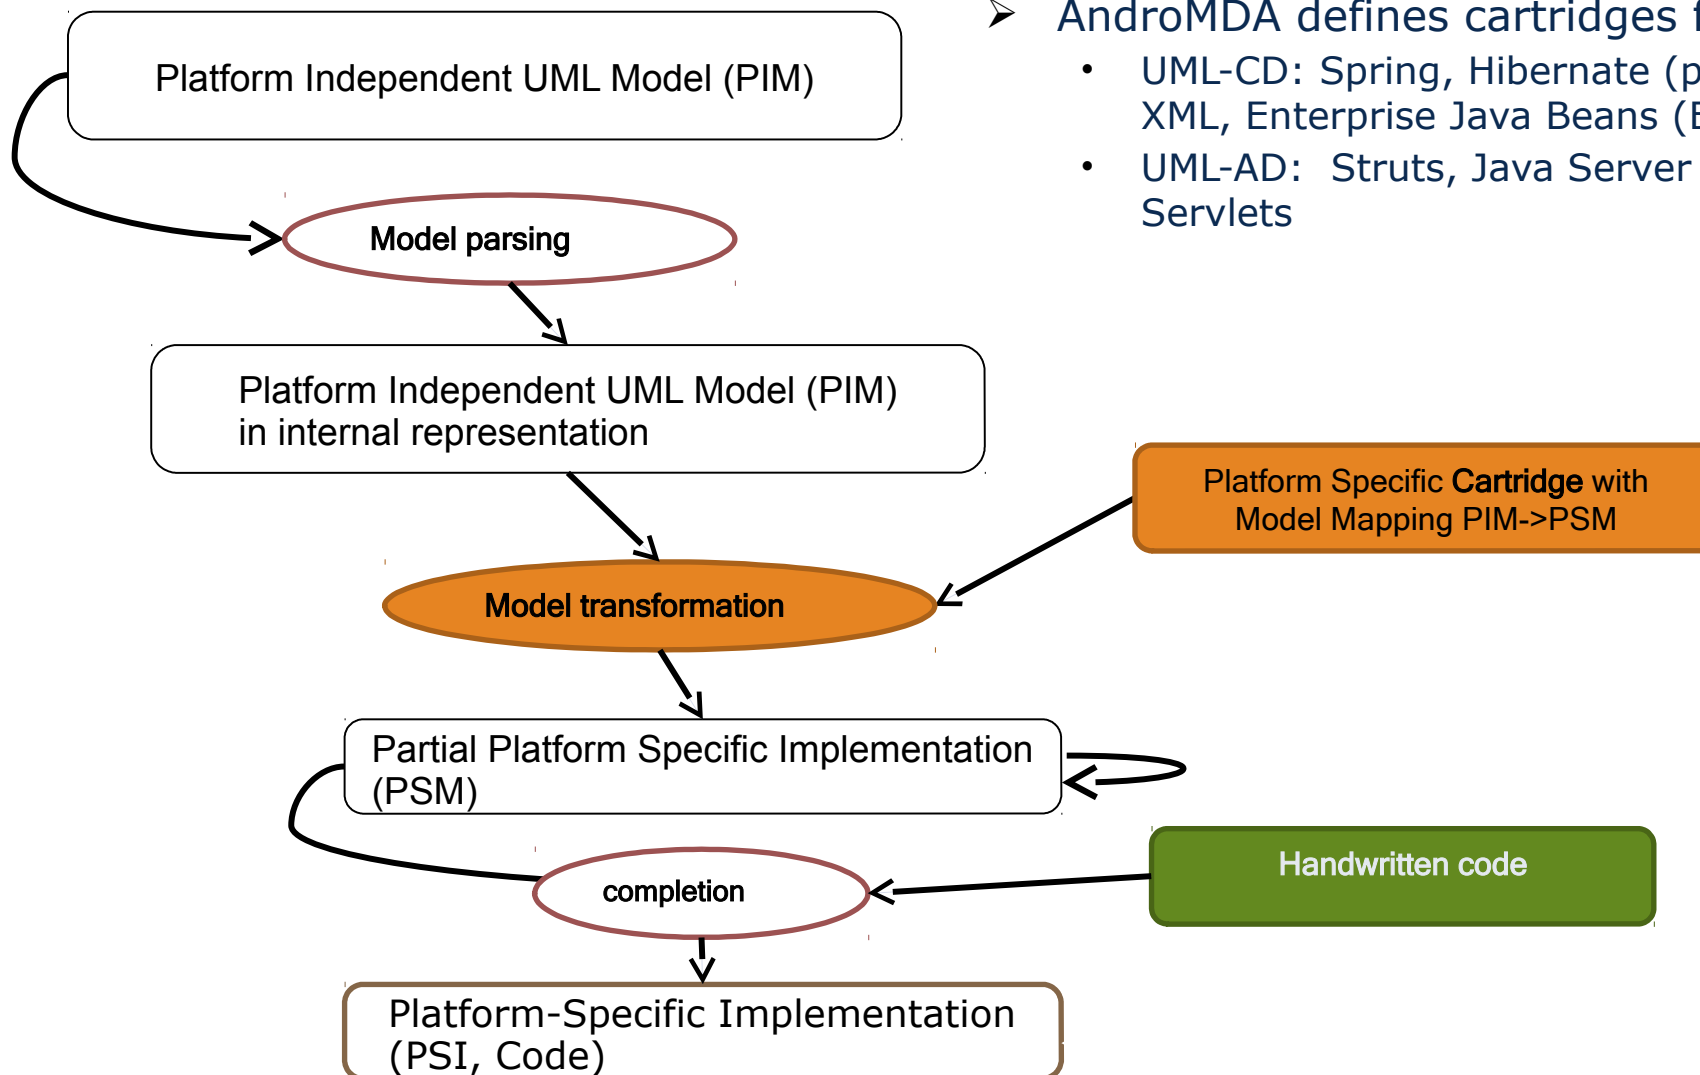 Platform Independent UML Model (PIM)
Model parsing
Platform Independent UML Model (PIM)
in internal representation
Model transformation
Partial Platform Specific Implementation
(PSM)
completion
Platform-Specific Implementation
(PSI, Code)
➢ AndroMDA defines cartridges
• UML-CD: Spring, Hibernate
XML, Enterprise Java Beans
• UML-AD: Struts, Java Server
Servlets
Platform Specific Cartridge with
Model Mapping PIM->PSM
Handwritten code